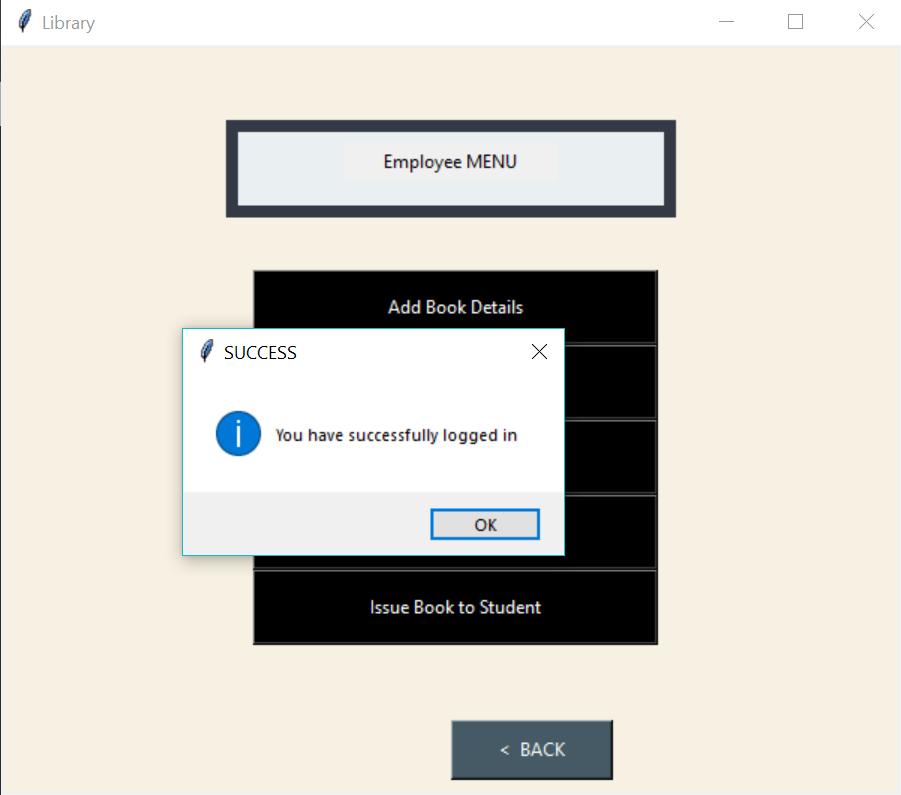 Library
Employee MENU
Add Book Details
SUCCESS
You have successfully logged in
OK
Issue Book to Student
< BACK